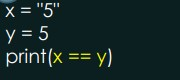 x = "5"
y = 5
print(x == y)